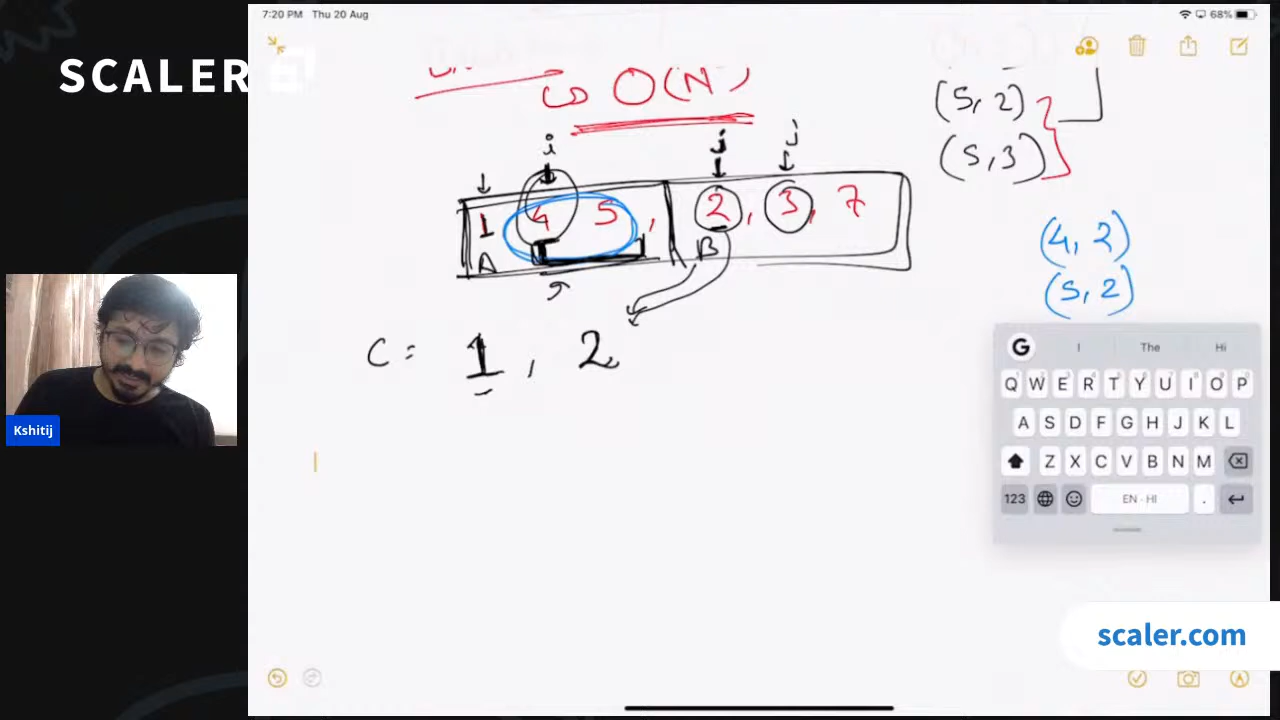 7:20 PM Thu 20 Aug
68%
SCALER
O(N)
(5, 2)
(5, 3)
i
j
j
1 4 5, 2, 3, 7
A
B
(4, 2)
(5, 2)
C = 1, 2
Kshitij
G I The Hi
Q W E R T Y U I O P
A S D F G H J K L
Z X C V B N M
123 EN · HI .
scaler.com